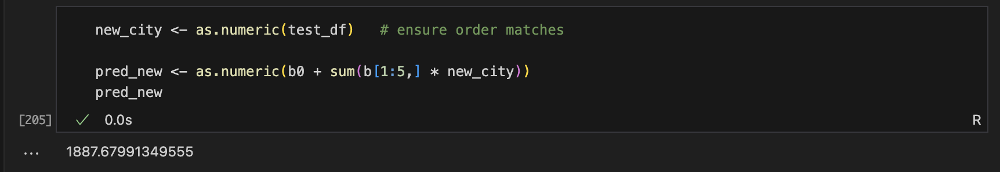 new_city <- as.numeric(test_df)   # ensure order matches
pred_new <- as.numeric(b0 + sum(b[1:5,] * new_city))
pred_new
[205] ✓ 0.0s R
... 1887.67991349555